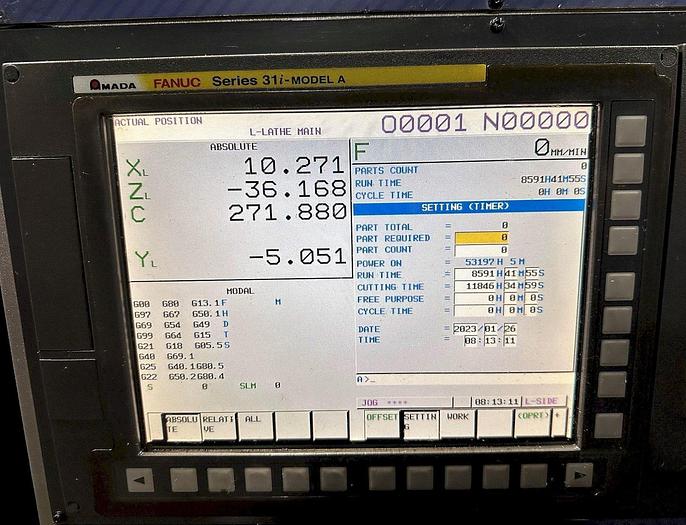 AMADA FANUC Series 31i-MODEL A
ACTUAL POSITION
L-LATHE MAIN
O0001 N00000
ABSOLUTE
XL 10.271
ZL -36.168
C 271.880
YL -5.051
F 0 MM/MIN
PARTS COUNT 0
RUN TIME 8591H41M55S
CYCLE TIME 0H 0M 0S
SETTING (TIMER)
PART TOTAL = 0
PART REQUIRED = 0
PART COUNT = 0
POWER ON = 53197H 5M
RUN TIME = 8591H41M55S
CUTTING TIME = 11846H34M59S
FREE PURPOSE = 0H 0M 0S
CYCLE TIME = 0H 0M 0S
DATE = 2023/01/26
TIME = 08:13:11
MODAL
G00 G80 G13.1 F M
G97 G67 G50.1 H
G69 G54 G49 D
G99 G64 G15 T
G21 G18 G05.5 S
G40 G69.1
G25 G40.1 G80.5
G22 G50.2 G80.4
S 0 SLM 0
A>_
JOG **** 08:13:11 L-SIDE
ABSOLUTE RELATIVE ALL
OFFSET SETTING WORK (OPRT) +